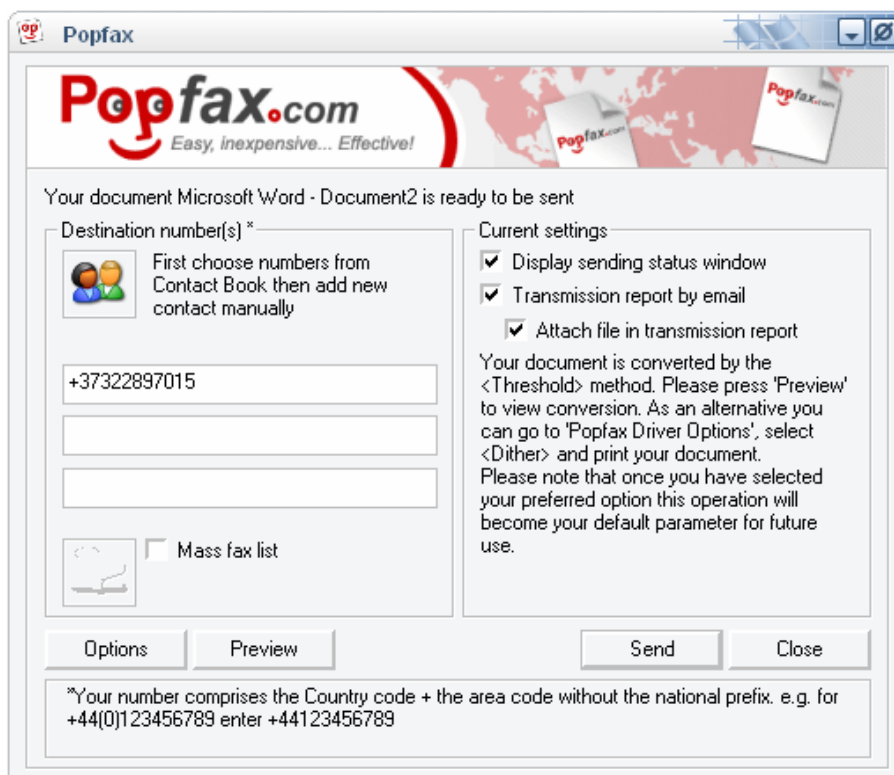 Popfax
Popfax.com
Easy, inexpensive... Effective!
Popfax.com
Popfax.com
Your document Microsoft Word - Document2 is ready to be sent
Destination number(s) *
First choose numbers from
Contact Book then add new
contact manually
+37322897015
Mass fax list
Current settings
Display sending status window
Transmission report by email
Attach file in transmission report
Your document is converted by the
<Threshold> method. Please press 'Preview'
to view conversion. As an alternative you
can go to 'Popfax Driver Options', select
<Dither> and print your document.
Please note that once you have selected
your preferred option this operation will
become your default parameter for future
use.
Options
Preview
Send
Close
*Your number comprises the Country code + the area code without the national prefix. e.g. for
+44(0)123456789 enter +44123456789